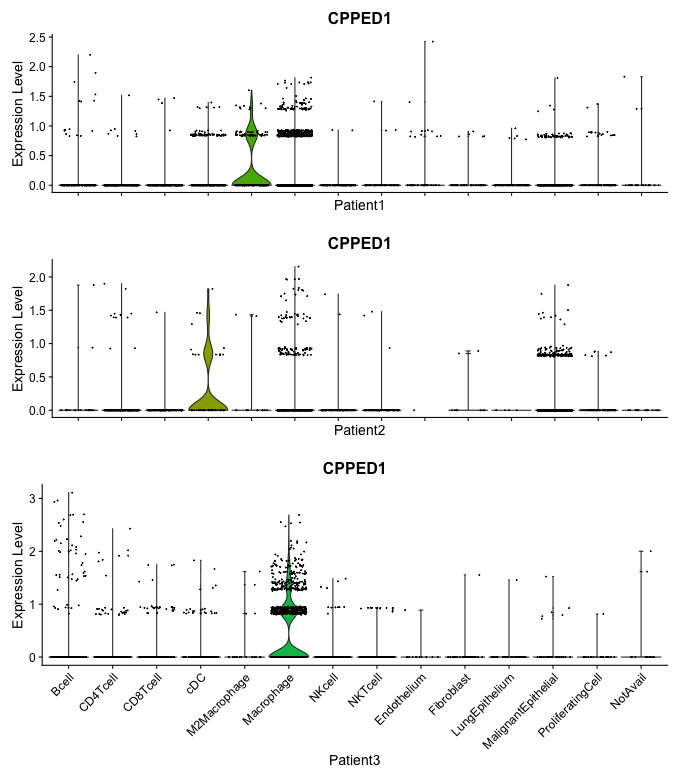 CPPED1
Expression Level
2.5
2.0
1.5
1.0
0.5
0.0
Patient1
CPPED1
Expression Level
2.0
1.5
1.0
0.5
0.0
Patient2
CPPED1
Expression Level
3
2
1
0
Bcell
CD4Tcell
CD8Tcell
cDC
M2Macrophage
Macrophage
NKcell
NKTcell
Endothelium
Fibroblast
LungEpithelium
MalignantEpithelial
ProliferatingCell
NotAvail
Patient3